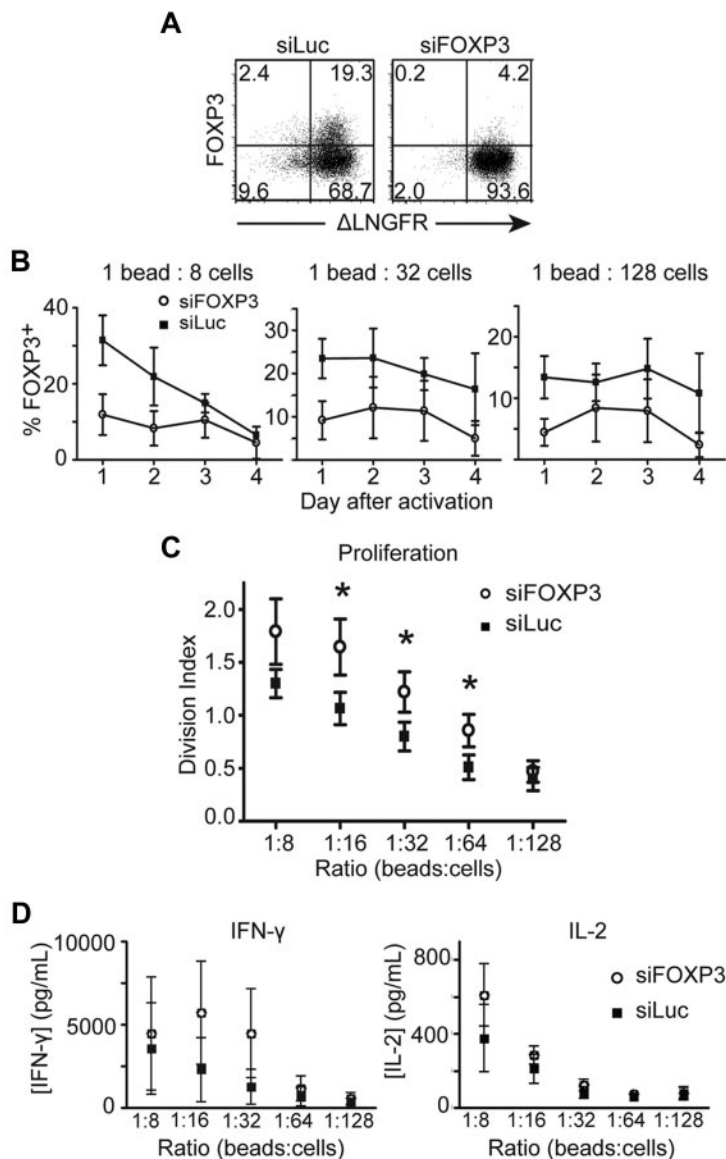 A
siLuc
siFOXP3
2.4
19.3
0.2
4.2
FOXP3
9.6
68.7
2.0
93.6
ΔLNGFR
B
1 bead : 8 cells
1 bead : 32 cells
1 bead : 128 cells
siFOXP3
siLuc
% FOXP3+
40
20
0
30
20
10
20
10
1 2 3 4
1 2 3 4
1 2 3 4
Day after activation
C
Proliferation
siFOXP3
siLuc
* * *
Division Index
2.0
1.5
1.0
0.5
0.0
1:8 1:16 1:32 1:64 1:128
Ratio (beads:cells)
D
IFN-γ
[IFN-γ] (pg/mL)
10000
5000
0
1:8 1:16 1:32 1:64 1:128
Ratio (beads:cells)
IL-2
siFOXP3
siLuc
[IL-2] (pg/mL)
800
400
0
1:8 1:16 1:32 1:64 1:128
Ratio (beads:cells)